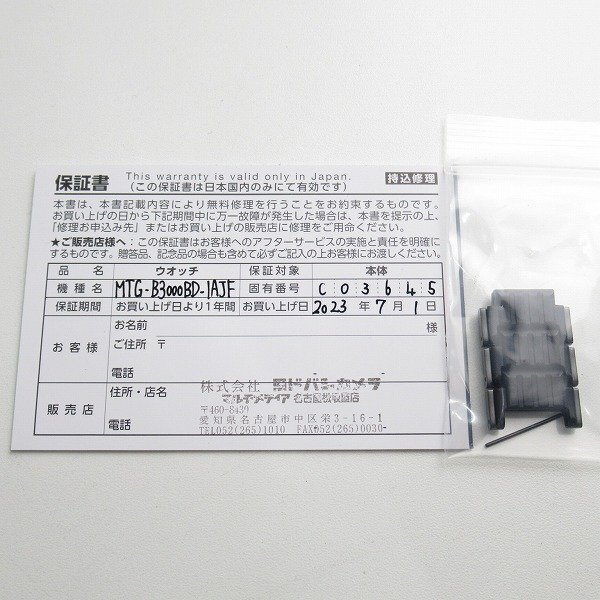 保証書 This warranty is valid only in Japan. (この保証書は日本国内のみにて有効です) 持込修理
本書は、本書記載内容により無料修理を行うことをお約束するものです。
お買い上げの日から下記期間中に万一故障が発生した場合は、本書を提示の上、
「修理お申込み先」またはお買い上げの販売店に修理をご用命ください。
★ご販売店様へ：この保証書はお客様へのアフターサービスの実施と責任を明確に
するものです。贈答品、記念品の場合も含めて必ずご記入の上お客様にお渡しください。
品名 ウオッチ 保証対象 本体
機種名 MTG-B3000BD-1AJF 固有番号 C03645
保証期間 お買い上げ日より1年間 お買い上げ日 2023年7月1日
お客様 お名前 様
ご住所 〒
電話
販売店 住所・店名 株式会社 ヨドバシカメラ
マルチメディア 名古屋松坂屋店
〒460-8430
愛知県名古屋市中区栄3-16-1
電話 TEL052(265)1010 FAX052(265)0030